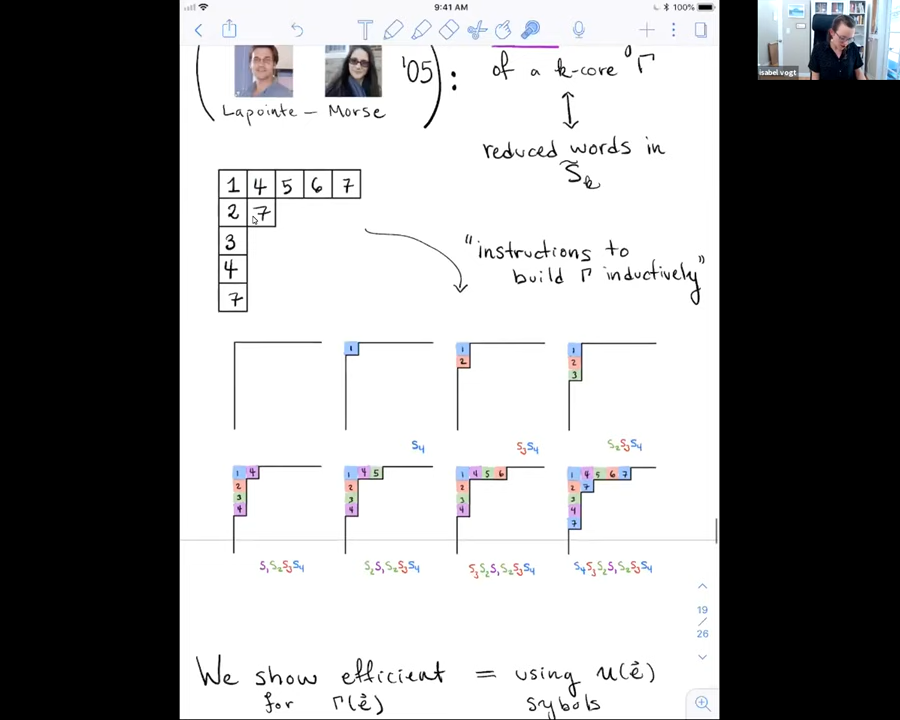 9:41 AM
100%
isabel vogt
'05
:
of a k-core Γ
Lapointe – Morse
↕
reduced words in
S̃ₖ
1 4 5 6 7
2 7
3
4
7
"instructions to
build Γ inductively"
1
1
2
1
2
3
S₄
S₃S₄
S₂S₃S₄
1 4
2
3
4
1 4 5
2
3
4
1 4 5 6
2
3
4
1 4 5 6 7
2 7
3
4
7
S₁S₂S₃S₄
S₂S₁S₂S₃S₄
S₃S₂S₁S₂S₃S₄
S₄S₃S₂S₁S₂S₃S₄
19
/
26
We show efficient = using u(e⃗)
for Γ(e⃗) symbols